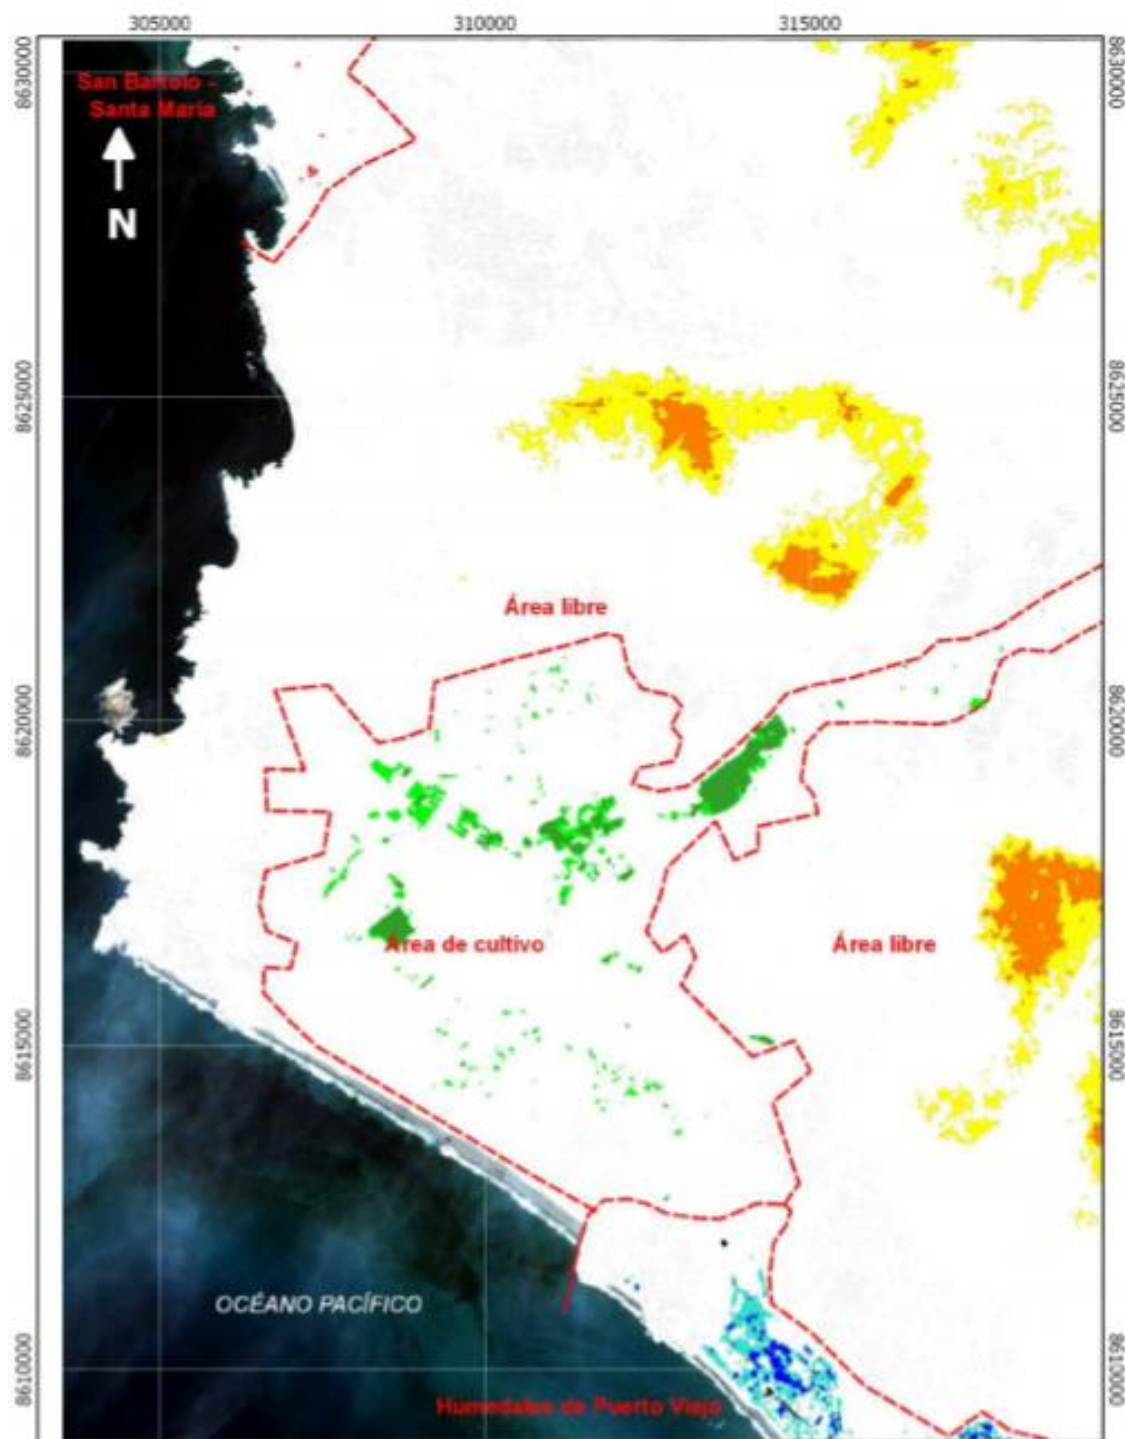 305000 310000 315000
8630000
8630000
San Bartolo -
Santa María
N
8625000
8625000
Área libre
8620000
8620000
Área de cultivo
Área libre
8615000
8615000
OCÉANO PACÍFICO
8610000
8610000
Humedales de Puerto Viejo